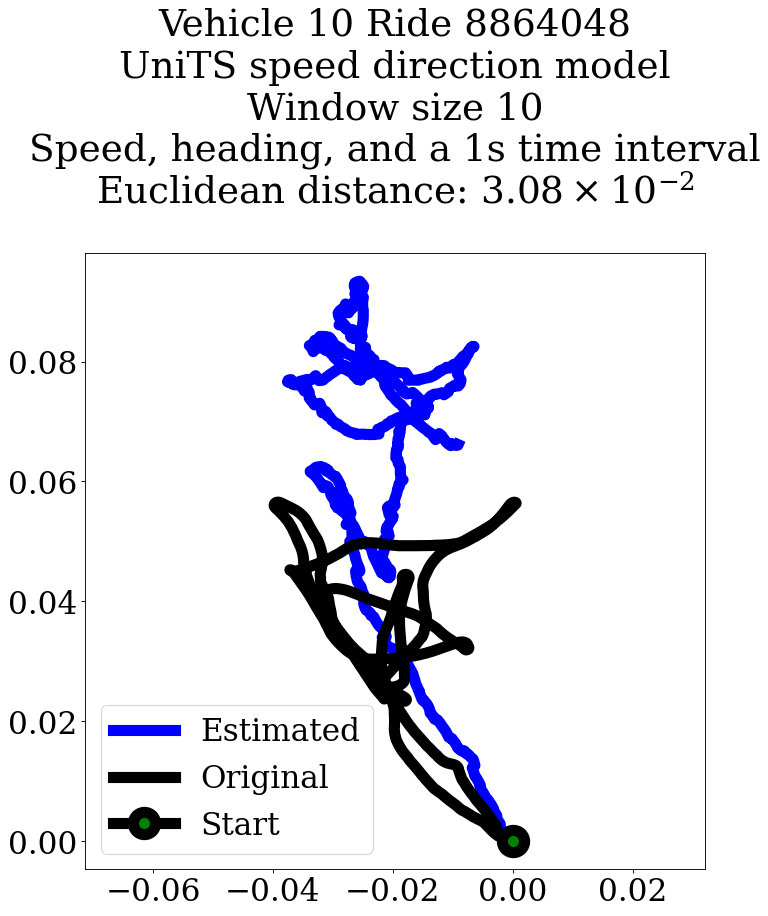 Vehicle 10 Ride 8864048
UniTS speed direction model
Window size 10
Speed, heading, and a 1s time interval
Euclidean distance: 3.08 × 10⁻²
0.08
0.06
0.04
0.02
0.00
Estimated
Original
Start
−0.06 −0.04 −0.02 0.00 0.02